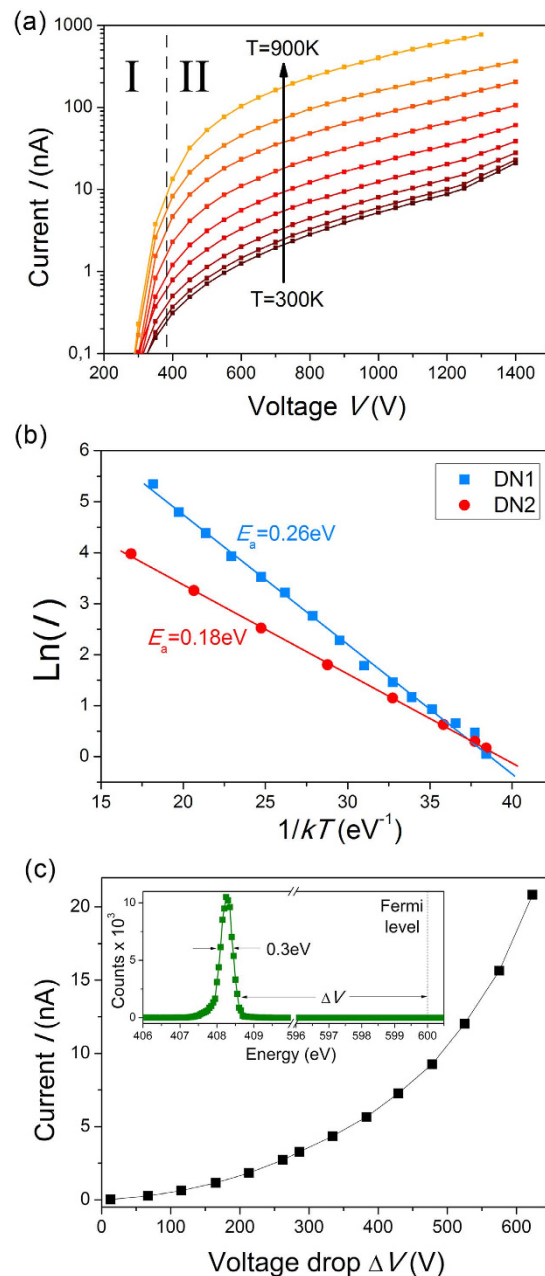 (a)
1000
100
10
1
0,1
I II
T=900K
T=300K
Current I (nA)
200 400 600 800 1000 1200 1400
Voltage V (V)
(b)
6
5
4
3
2
1
0
DN1
DN2
Eₐ=0.26eV
Eₐ=0.18eV
Ln(I)
15 20 25 30 35 40
1/kT (eV⁻¹)
(c)
20
15
10
5
0
Current I (nA)
10
5
0
Counts x 10³
0.3eV
Fermi
level
ΔV
406 407 408 409 596 597 598 599 600
Energy (eV)
0 100 200 300 400 500 600
Voltage drop ΔV (V)